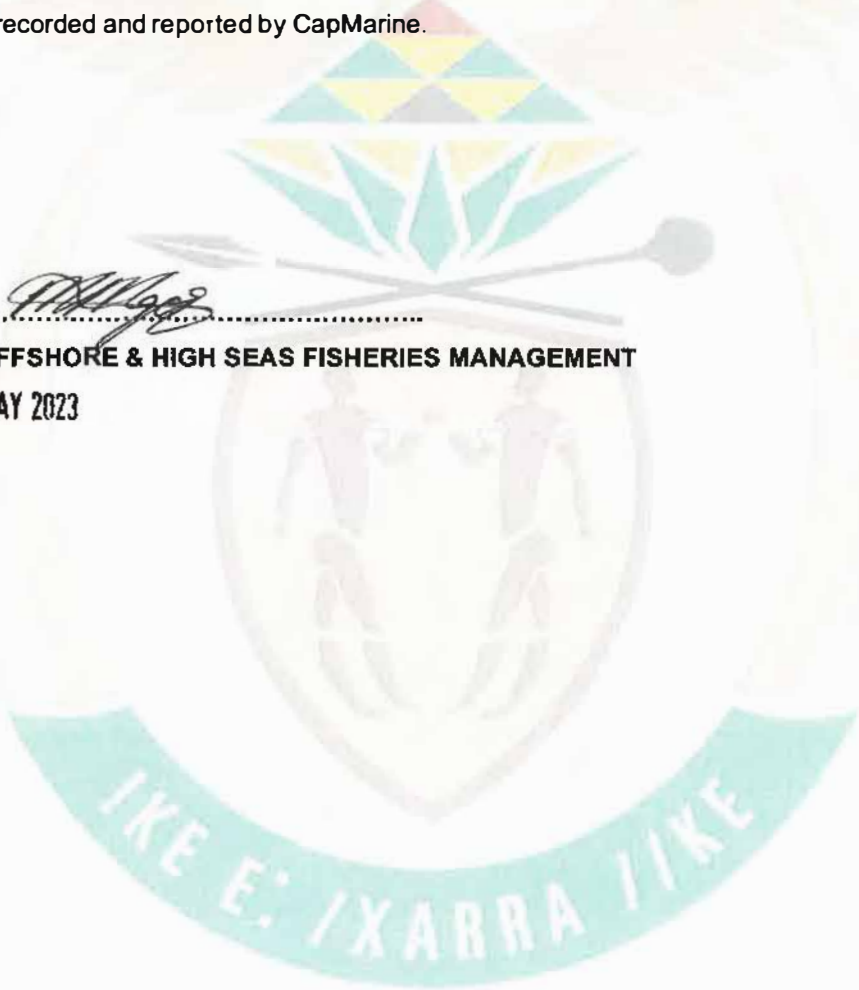 recorded and reported by CapMarine.
FFSHORE & HIGH SEAS FISHERIES MANAGEMENT
AY 2023
!KE E: /XARRA //KE